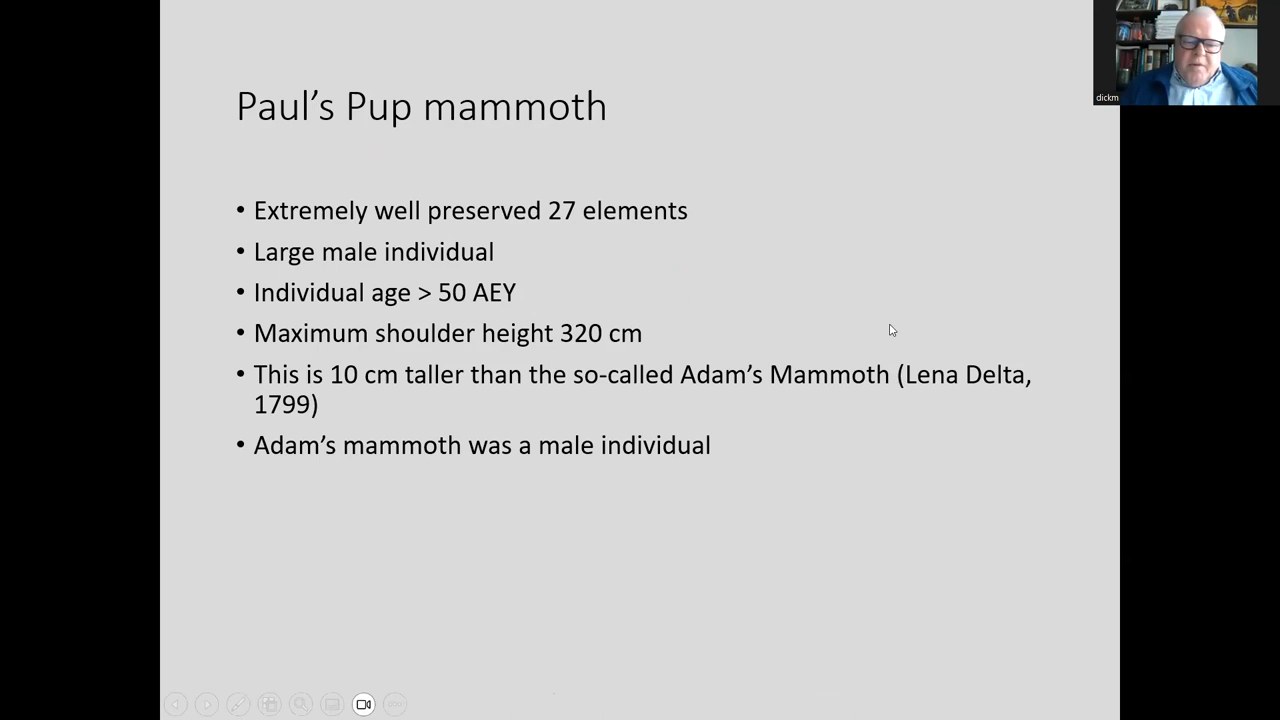 Paul’s Pup mammoth
• Extremely well preserved 27 elements
• Large male individual
• Individual age > 50 AEY
• Maximum shoulder height 320 cm
• This is 10 cm taller than the so-called Adam’s Mammoth (Lena Delta,
1799)
• Adam’s mammoth was a male individual
dickm